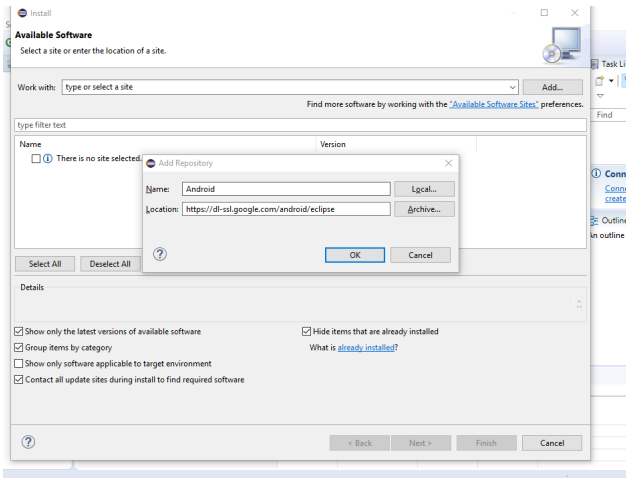 Install
Available Software
Select a site or enter the location of a site.
Work with: type or select a site Add...
Find more software by working with the "Available Software Sites" preferences.
type filter text
Name Version
There is no site selected.
Add Repository
Name: Android Local...
Location: https://dl-ssl.google.com/android/eclipse Archive...
OK Cancel
Select All Deselect All
Details
Show only the latest versions of available software Hide items that are already installed
Group items by category What is already installed?
Show only software applicable to target environment
Contact all update sites during install to find required software
< Back Next > Finish Cancel
Task Li
Find
Conn
Conne
create
Outline
An outline